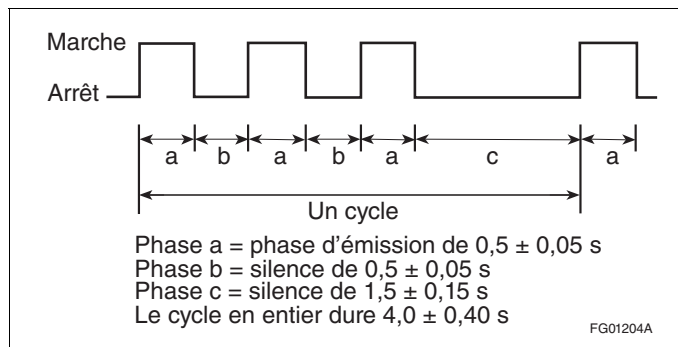 Marche
Arrêt
a b a b a c a
Un cycle
Phase a = phase d'émission de 0,5 ± 0,05 s
Phase b = silence de 0,5 ± 0,05 s
Phase c = silence de 1,5 ± 0,15 s
Le cycle en entier dure 4,0 ± 0,40 s
FG01204A